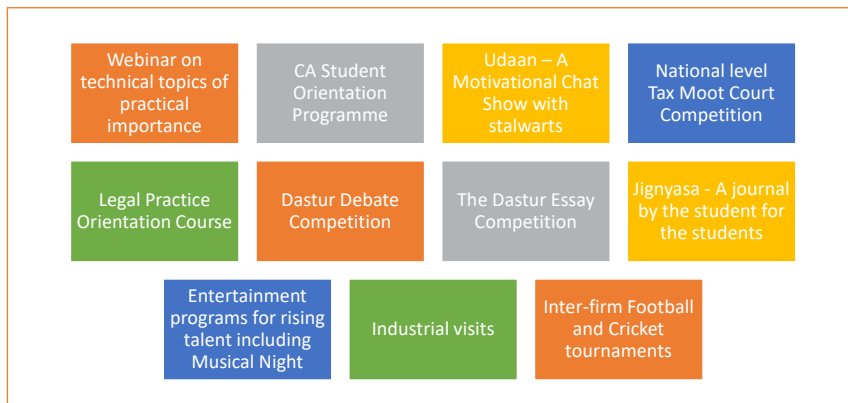 Webinar on
technical topics of
practical
importance
CA Student
Orientation
Programme
Udaan – A
Motivational Chat
Show with
stalwarts
National level
Tax Moot Court
Competition
Legal Practice
Orientation Course
Dastur Debate
Competition
The Dastur Essay
Competition
Jignyasa - A journal
by the student for
the students
Entertainment
programs for rising
talent including
Musical Night
Industrial visits
Inter-firm Football
and Cricket
tournaments